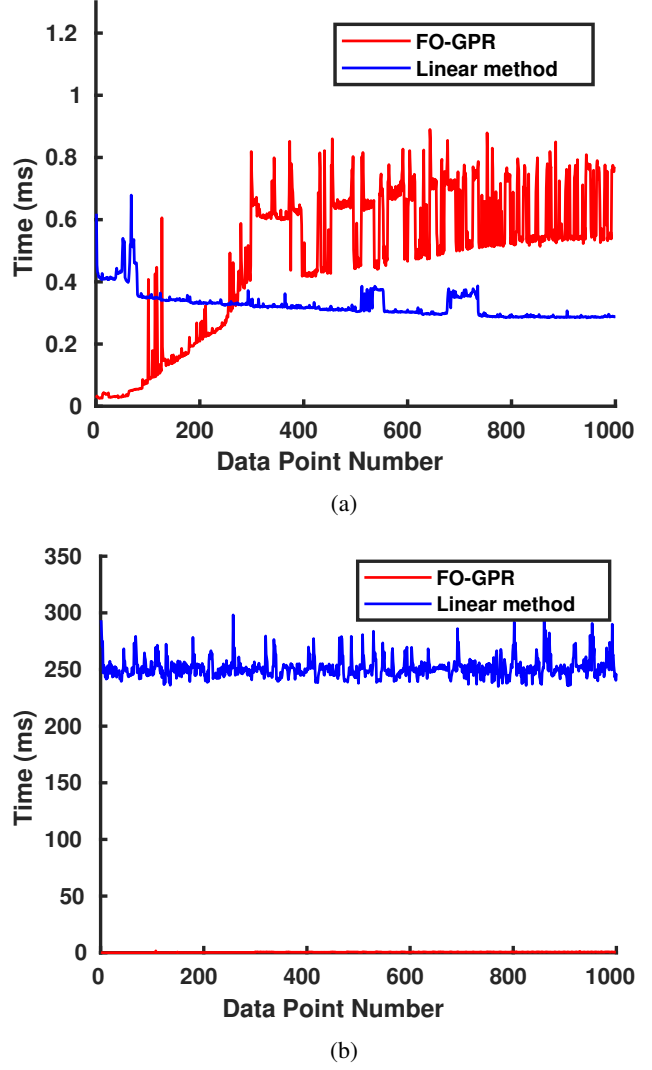 FO-GPR
Linear method
1.2
1
0.8
0.6
0.4
0.2
0
Time (ms)
0 200 400 600 800 1000
Data Point Number
(a)
FO-GPR
Linear method
350
300
250
200
150
100
50
0
Time (ms)
0 200 400 600 800 1000
Data Point Number
(b)